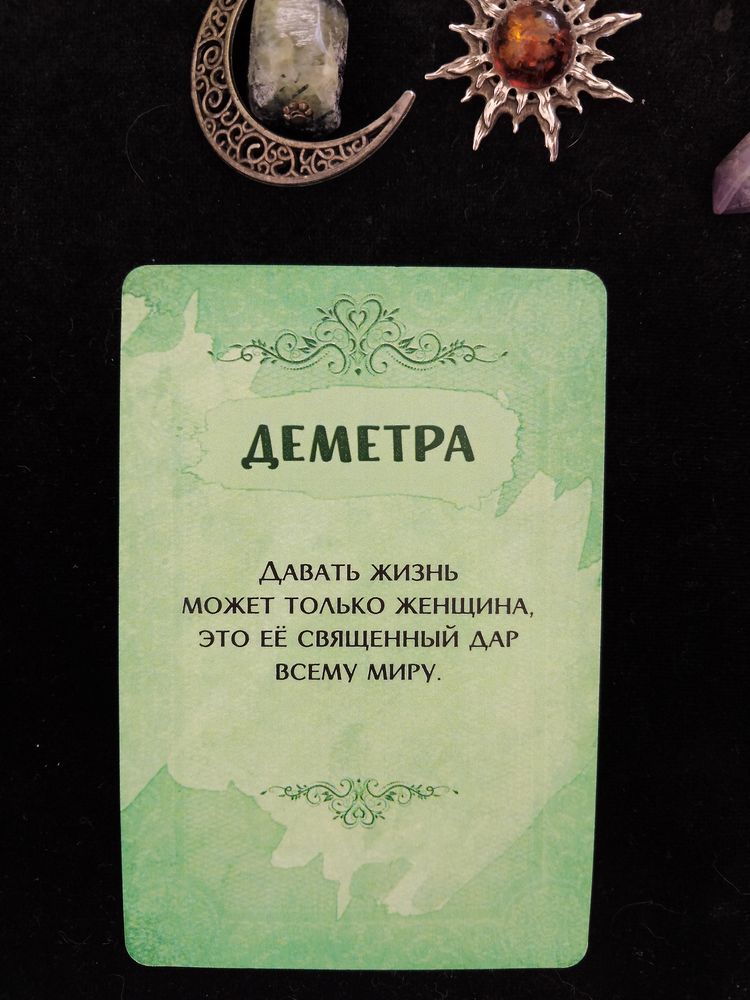 ДЕМЕТРА
ДАВАТЬ ЖИЗНЬ
МОЖЕТ ТОЛЬКО ЖЕНЩИНА,
ЭТО ЕЁ СВЯЩЕННЫЙ ДАР
ВСЕМУ МИРУ.